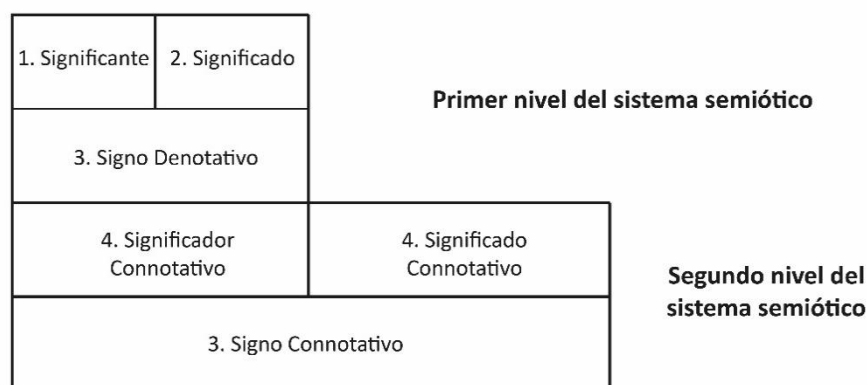 1. Significante
2. Significado
Primer nivel del sistema semiótico
3. Signo Denotativo
4. Significador
Connotativo
4. Significado
Connotativo
Segundo nivel del
sistema semiótico
3. Signo Connotativo